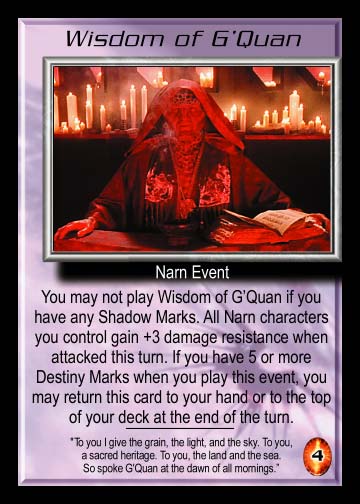 Wisdom of G'Quan
Narn Event
You may not play Wisdom of G'Quan if you
have any Shadow Marks. All Narn characters
you control gain +3 damage resistance when
attacked this turn. If you have 5 or more
Destiny Marks when you play this event, you
may return this card to your hand or to the top
of your deck at the end of the turn.
"To you I give the grain, the light, and the sky. To you,
a sacred heritage. To you, the land and the sea.
So spoke G'Quan at the dawn of all mornings."
4